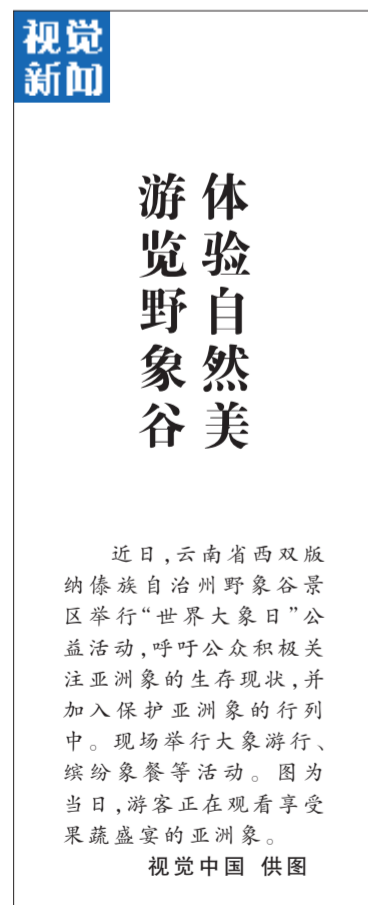 视觉
新闻
体验自然美
游览野象谷
近日,云南省西双版
纳傣族自治州野象谷景
区举行“世界大象日”公
益活动,呼吁公众积极关
注亚洲象的生存现状,并
加入保护亚洲象的行列
中。现场举行大象游行、
缤纷象餐等活动。图为
当日,游客正在观看享受
果蔬盛宴的亚洲象。
视觉中国 供图